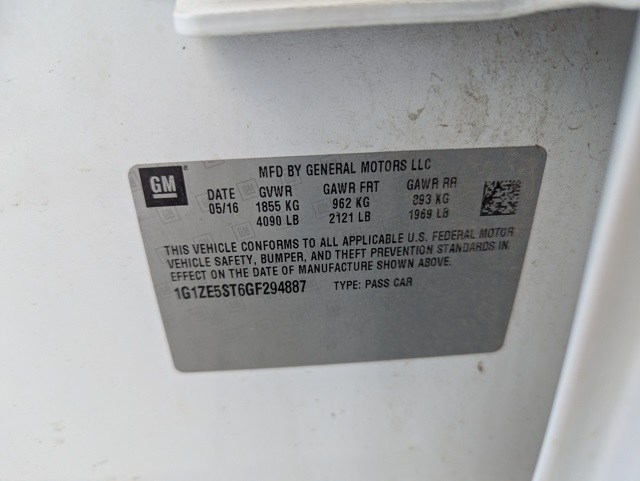 GM
MFD BY GENERAL MOTORS LLC
DATE GVWR GAWR FRT GAWR RR
05/16 1855 KG 962 KG 893 KG
4090 LB 2121 LB 1969 LB
THIS VEHICLE CONFORMS TO ALL APPLICABLE U.S. FEDERAL MOTOR
VEHICLE SAFETY, BUMPER, AND THEFT PREVENTION STANDARDS IN
EFFECT ON THE DATE OF MANUFACTURE SHOWN ABOVE.
1G1ZE5ST6GF294887 TYPE: PASS CAR